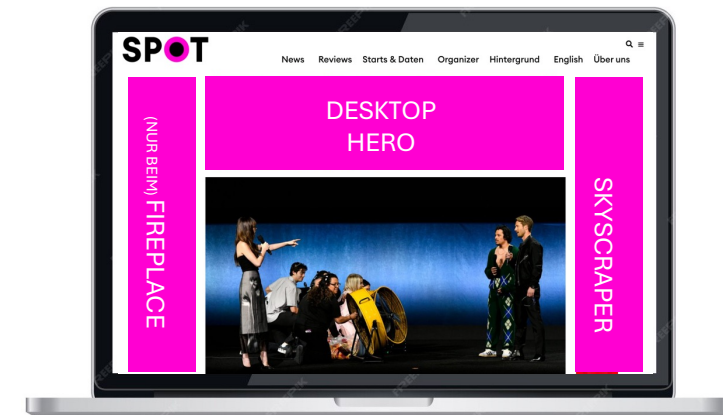 SPOT
News Reviews Starts & Daten Organizer Hintergrund English Über uns
DESKTOP
HERO
(NUR BEIM) FIREPLACE
SKYSCRAPER